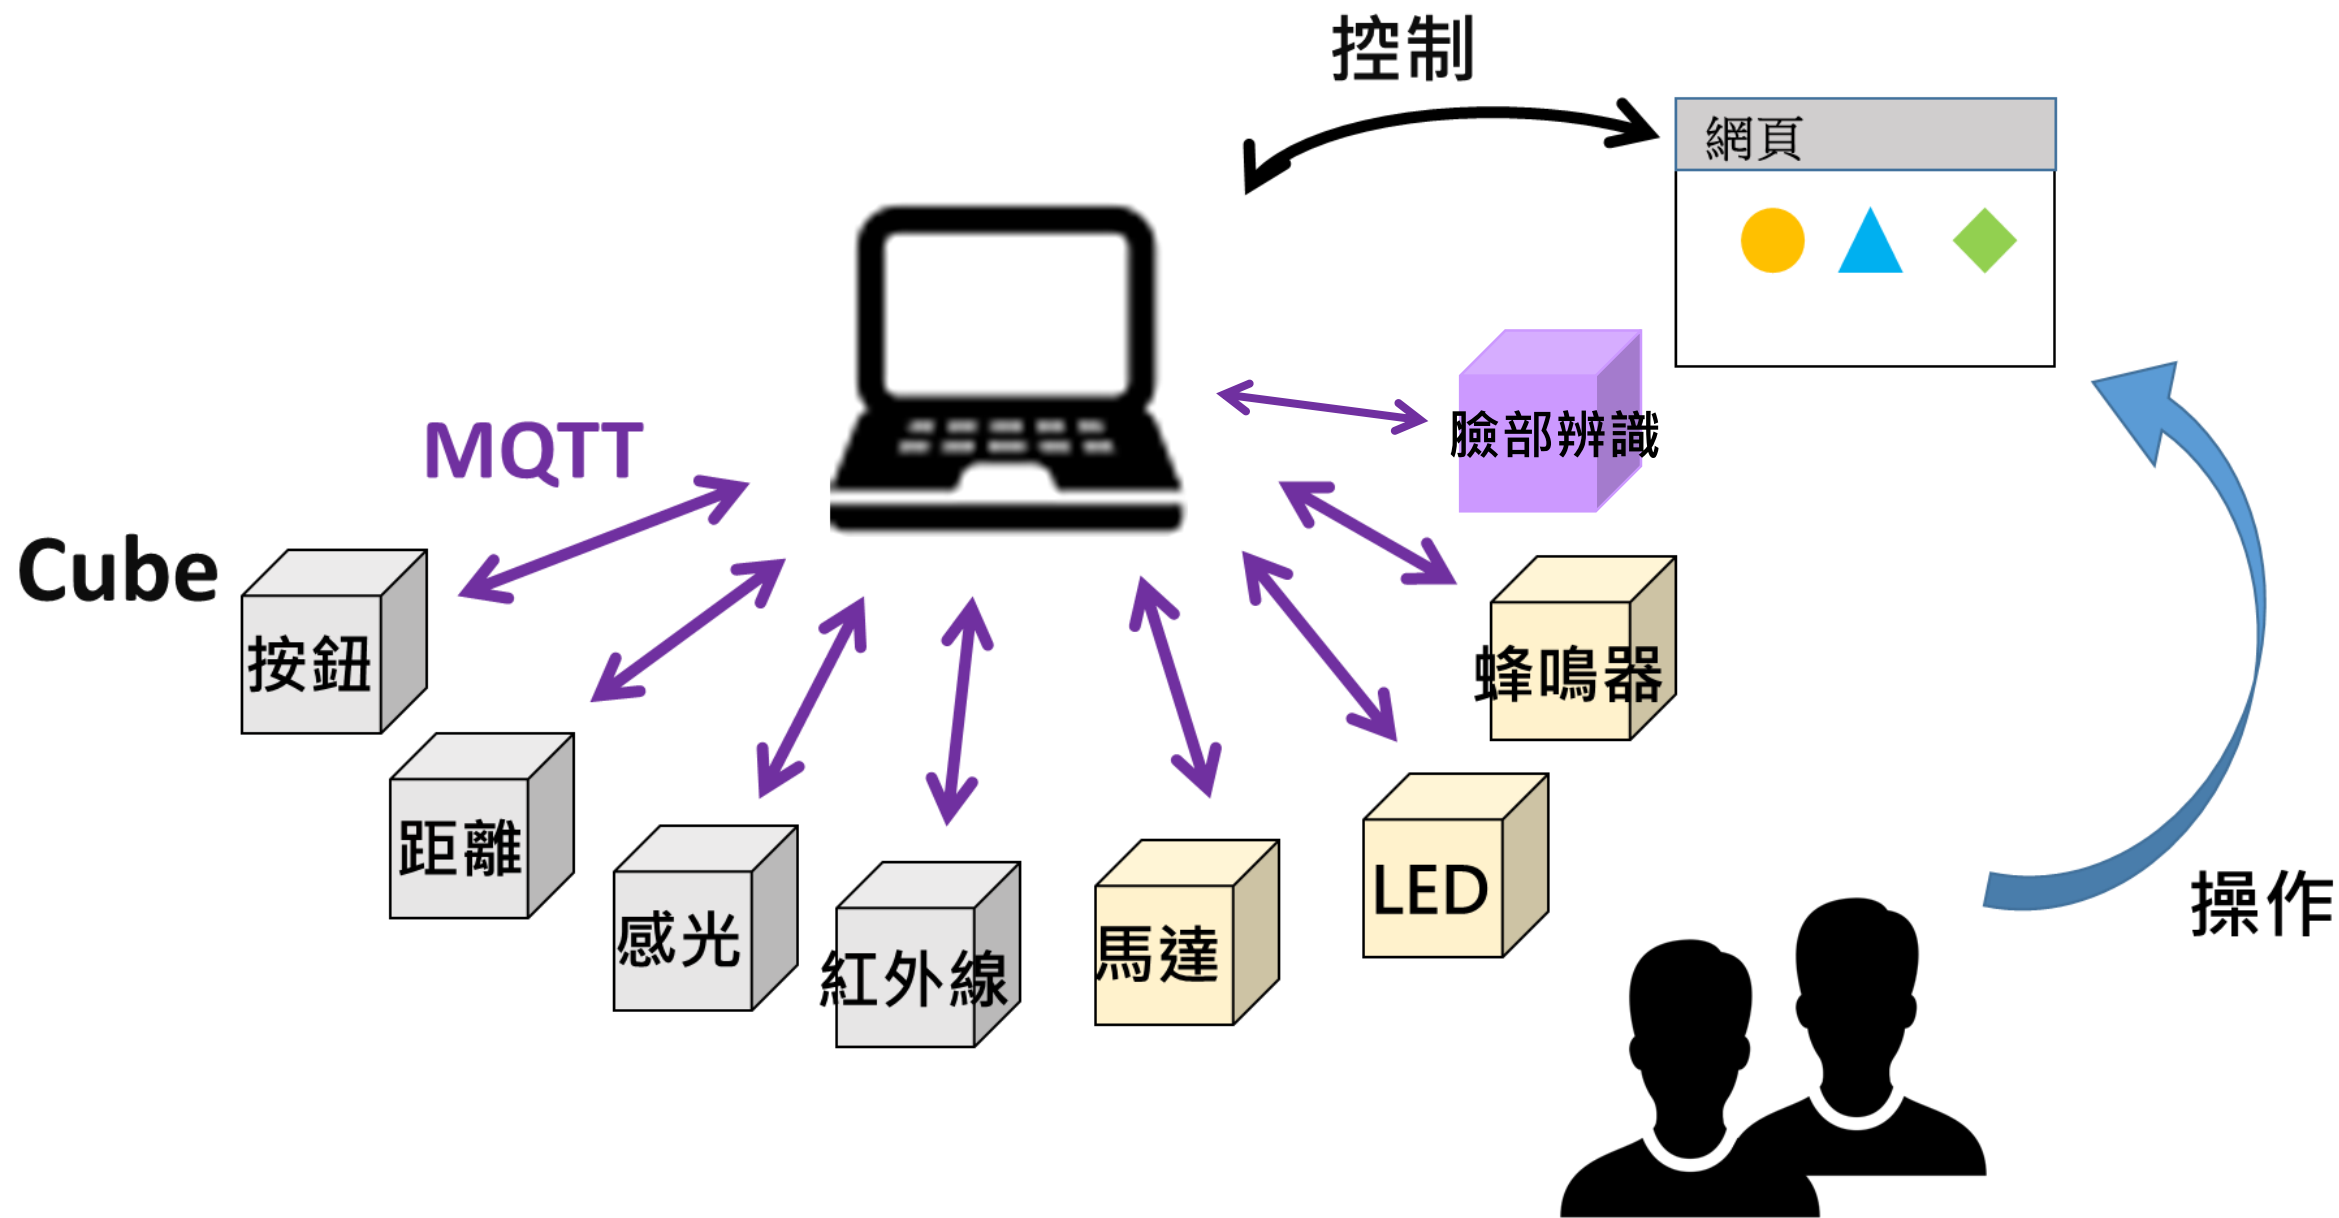 控制
網頁
臉部辨識
MQTT
Cube
按鈕
距離
感光
紅外線
馬達
LED
蜂鳴器
操作